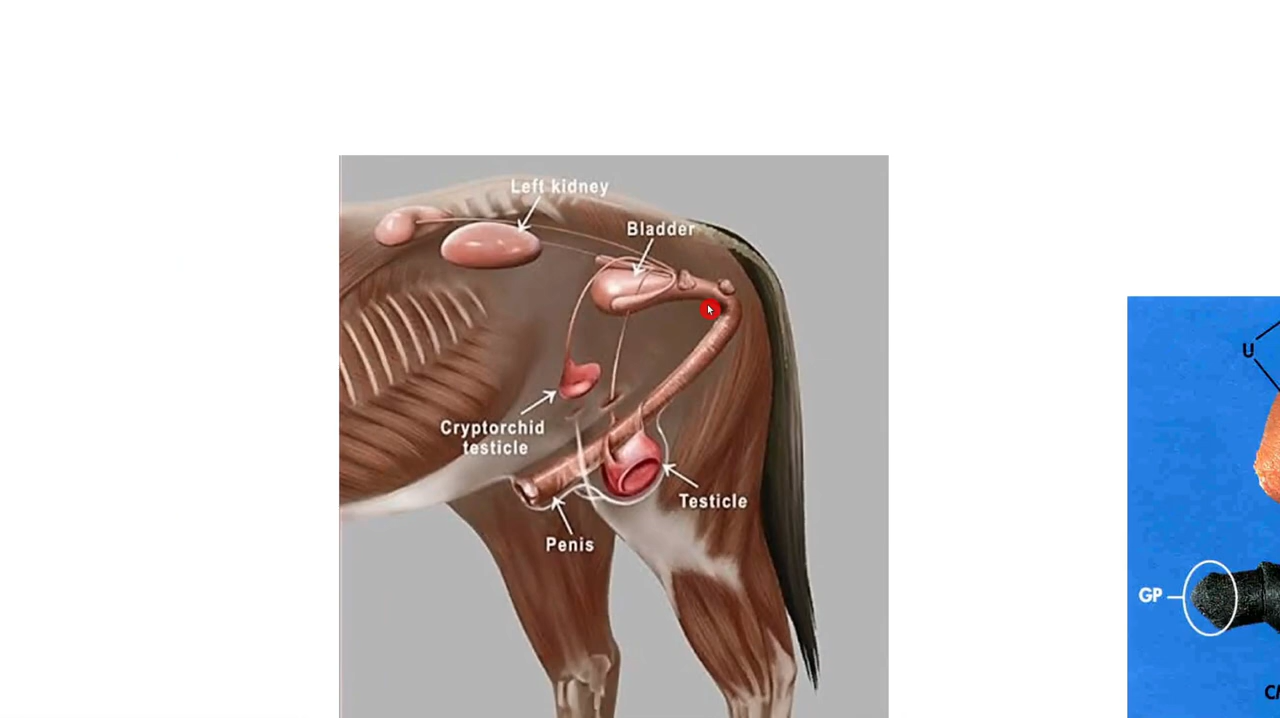 Left kidney
Bladder
U
Cryptorchid
testicle
Testicle
Penis
GP